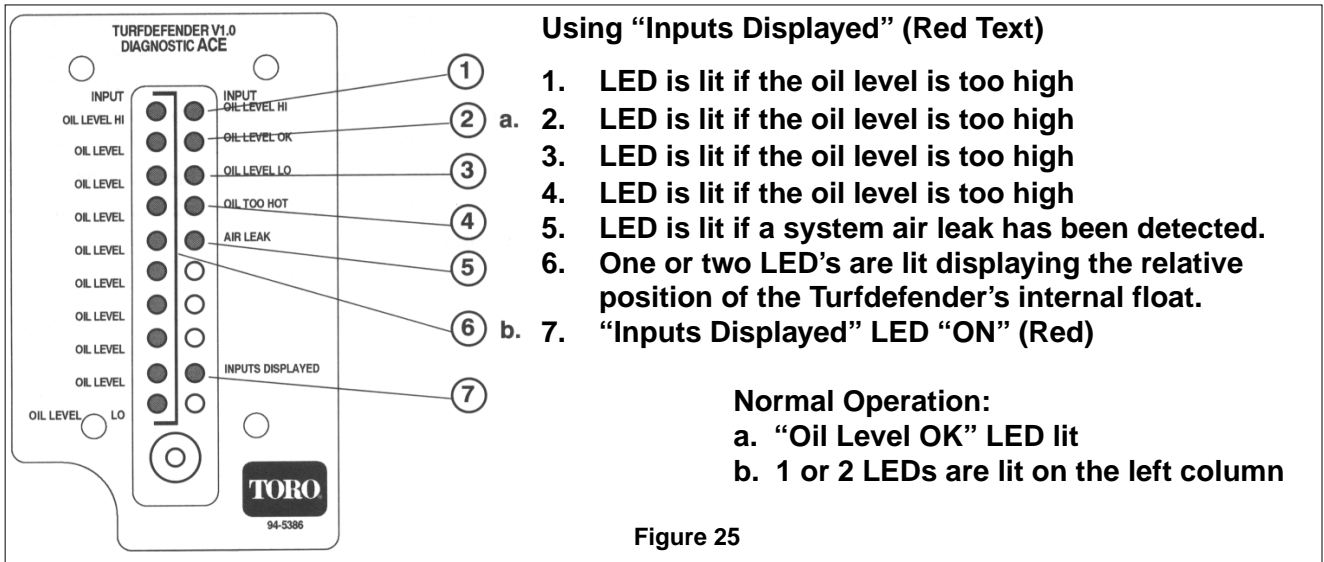 TURFDEFENDER V1.0
DIAGNOSTIC ACE
INPUT
OIL LEVEL HI
OIL LEVEL
OIL LEVEL
OIL LEVEL
OIL LEVEL
OIL LEVEL
OIL LEVEL
OIL LEVEL
OIL LEVEL
OIL LEVEL LO
INPUT
OIL LEVEL HI
OIL LEVEL OK
OIL LEVEL LO
OIL TOO HOT
AIR LEAK
INPUTS DISPLAYED
TORO
94-5386
1
2 a.
3
4
5
6 b.
7
Using “Inputs Displayed” (Red Text)
1. LED is lit if the oil level is too high
2. LED is lit if the oil level is too high
3. LED is lit if the oil level is too high
4. LED is lit if the oil level is too high
5. LED is lit if a system air leak has been detected.
6. One or two LED’s are lit displaying the relative
position of the Turfdefender’s internal float.
7. “Inputs Displayed” LED “ON” (Red)
Normal Operation:
a. “Oil Level OK” LED lit
b. 1 or 2 LEDs are lit on the left column
Figure 25